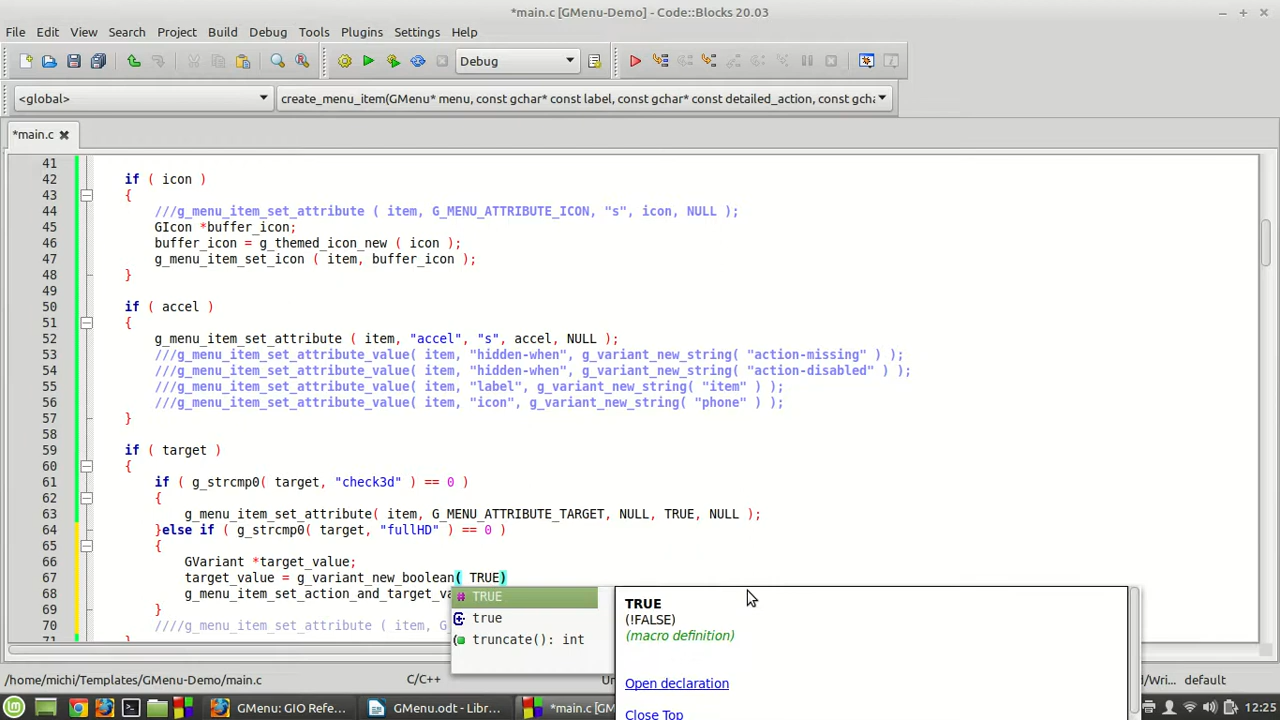 *main.c [GMenu-Demo] - Code::Blocks 20.03
File Edit View Search Project Build Debug Tools Plugins Settings Help
Debug
<global> create_menu_item(GMenu* menu, const gchar* const label, const gchar* const detailed_action, const gcha
*main.c
41
42 if ( icon )
43 {
44 ///g_menu_item_set_attribute ( item, G_MENU_ATTRIBUTE_ICON, "s", icon, NULL );
45 GIcon *buffer_icon;
46 buffer_icon = g_themed_icon_new ( icon );
47 g_menu_item_set_icon ( item, buffer_icon );
48 }
49
50 if ( accel )
51 {
52 g_menu_item_set_attribute ( item, "accel", "s", accel, NULL );
53 ///g_menu_item_set_attribute_value( item, "hidden-when", g_variant_new_string( "action-missing" ) );
54 ///g_menu_item_set_attribute_value( item, "hidden-when", g_variant_new_string( "action-disabled" ) );
55 ///g_menu_item_set_attribute_value( item, "label", g_variant_new_string ( "item" ) );
56 ///g_menu_item_set_attribute_value( item, "icon", g_variant_new_string( "phone" ) );
57 }
58
59 if ( target )
60 {
61 if ( g_strcmp0( target, "check3d" ) == 0 )
62 {
63 g_menu_item_set_attribute( item, G_MENU_ATTRIBUTE_TARGET, NULL, TRUE, NULL );
64 }else if ( g_strcmp0( target, "fullHD" ) == 0 )
65 {
66 GVariant *target_value;
67 target_value = g_variant_new_boolean( TRUE)
68 g_menu_item_set_action_and_target_va
69 }
70 ////g_menu_item_set_attribute ( item, G
71
TRUE
true
truncate(): int
TRUE
(!FALSE)
(macro definition)
Open declaration
Close Top
/home/michi/Templates/GMenu-Demo/main.c C/C++ d/Wri... default
GMenu: GIO Refe... GMenu.odt - Libr... *main.c [GM 12:25